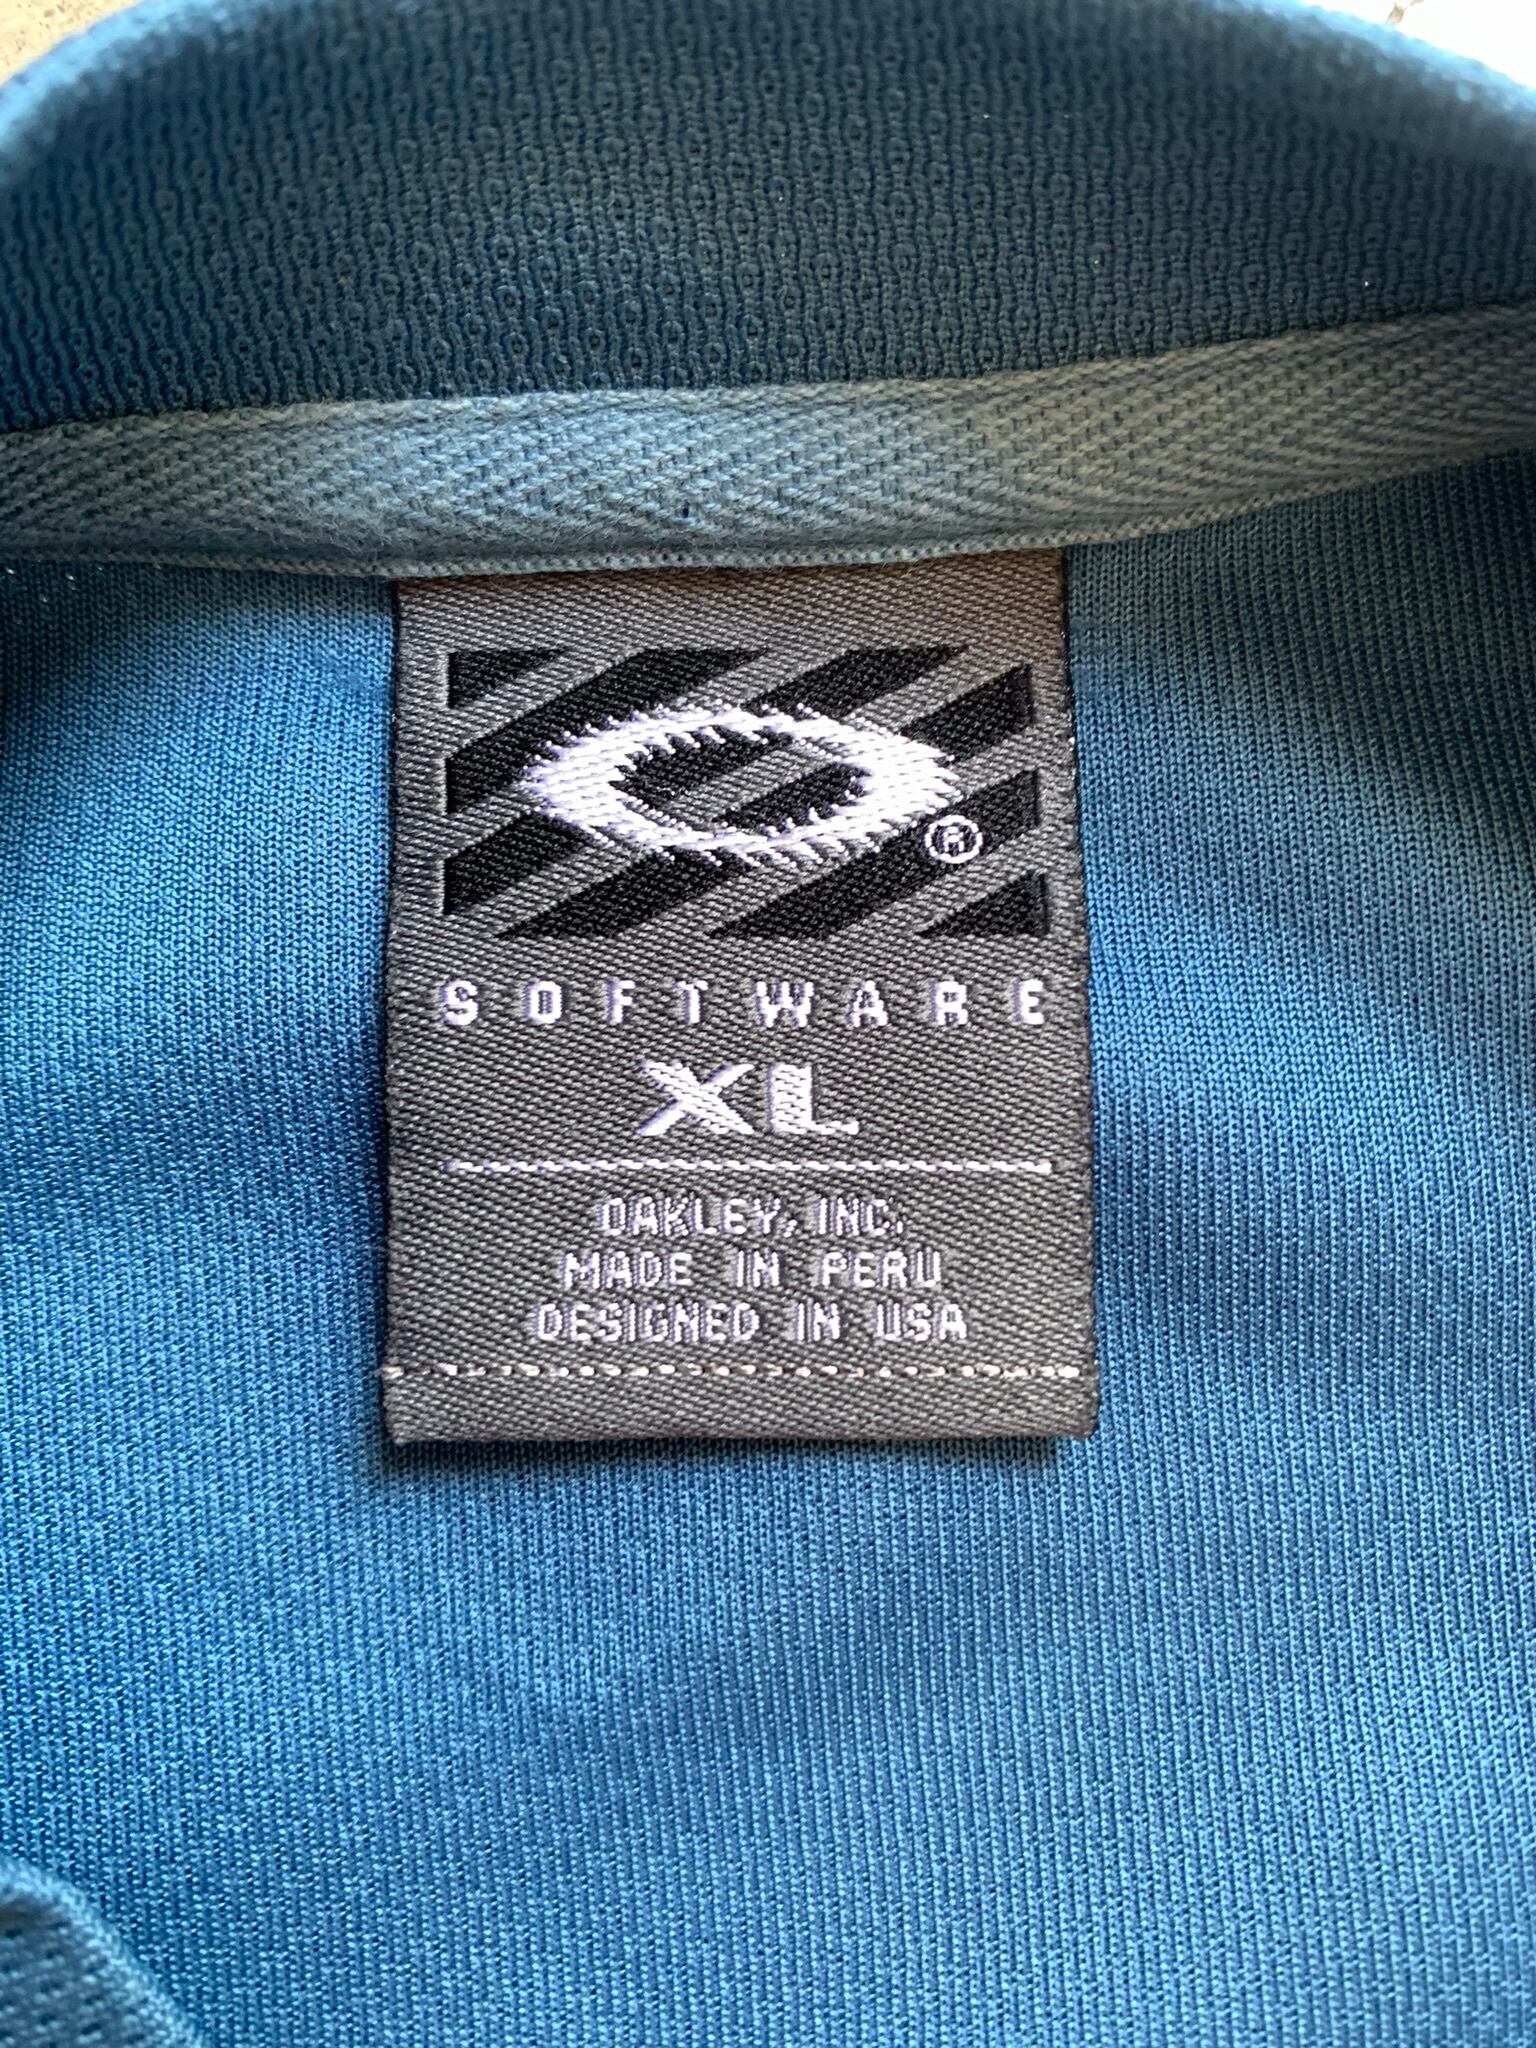 ®
SOFTWARE
XL
OAKLEY, INC.
MADE IN PERU
DESIGNED IN USA